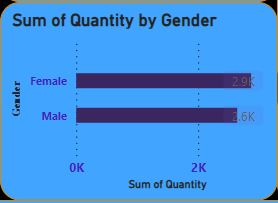 Sum of Quantity by Gender
Gender
Female 2.9K
Male 2.6K
0K 2K
Sum of Quantity